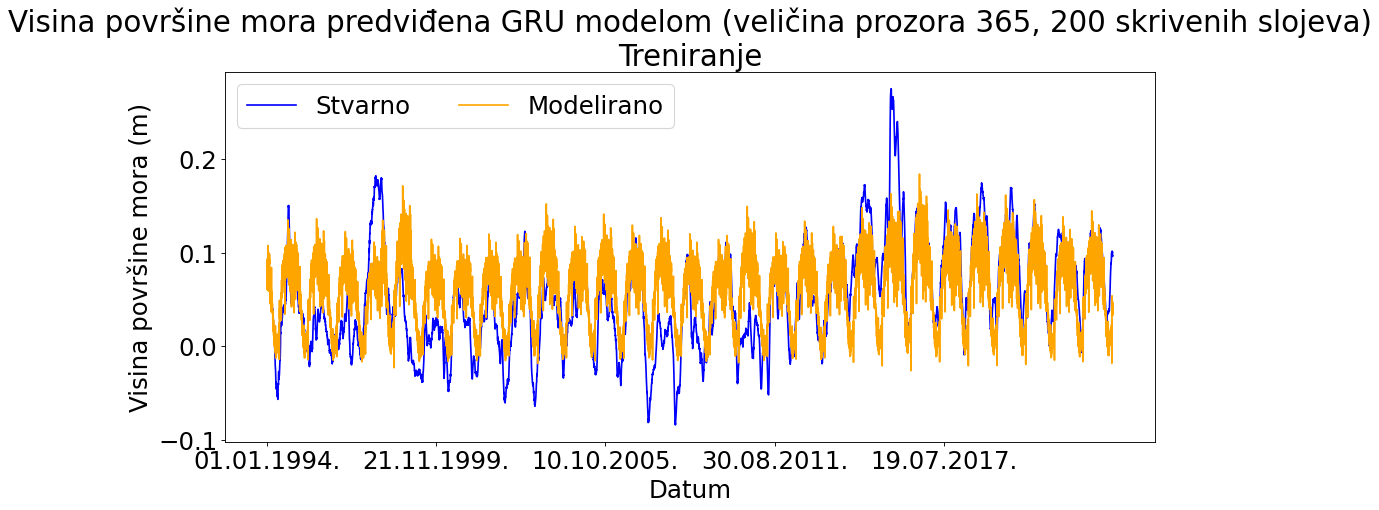 Visina površine mora predviđena GRU modelom (veličina prozora 365, 200 skrivenih slojeva)
Treniranje
Stvarno
Modelirano
Visina površine mora (m)
0.2
0.1
0.0
−0.1
01.01.1994.
21.11.1999.
10.10.2005.
30.08.2011.
19.07.2017.
Datum